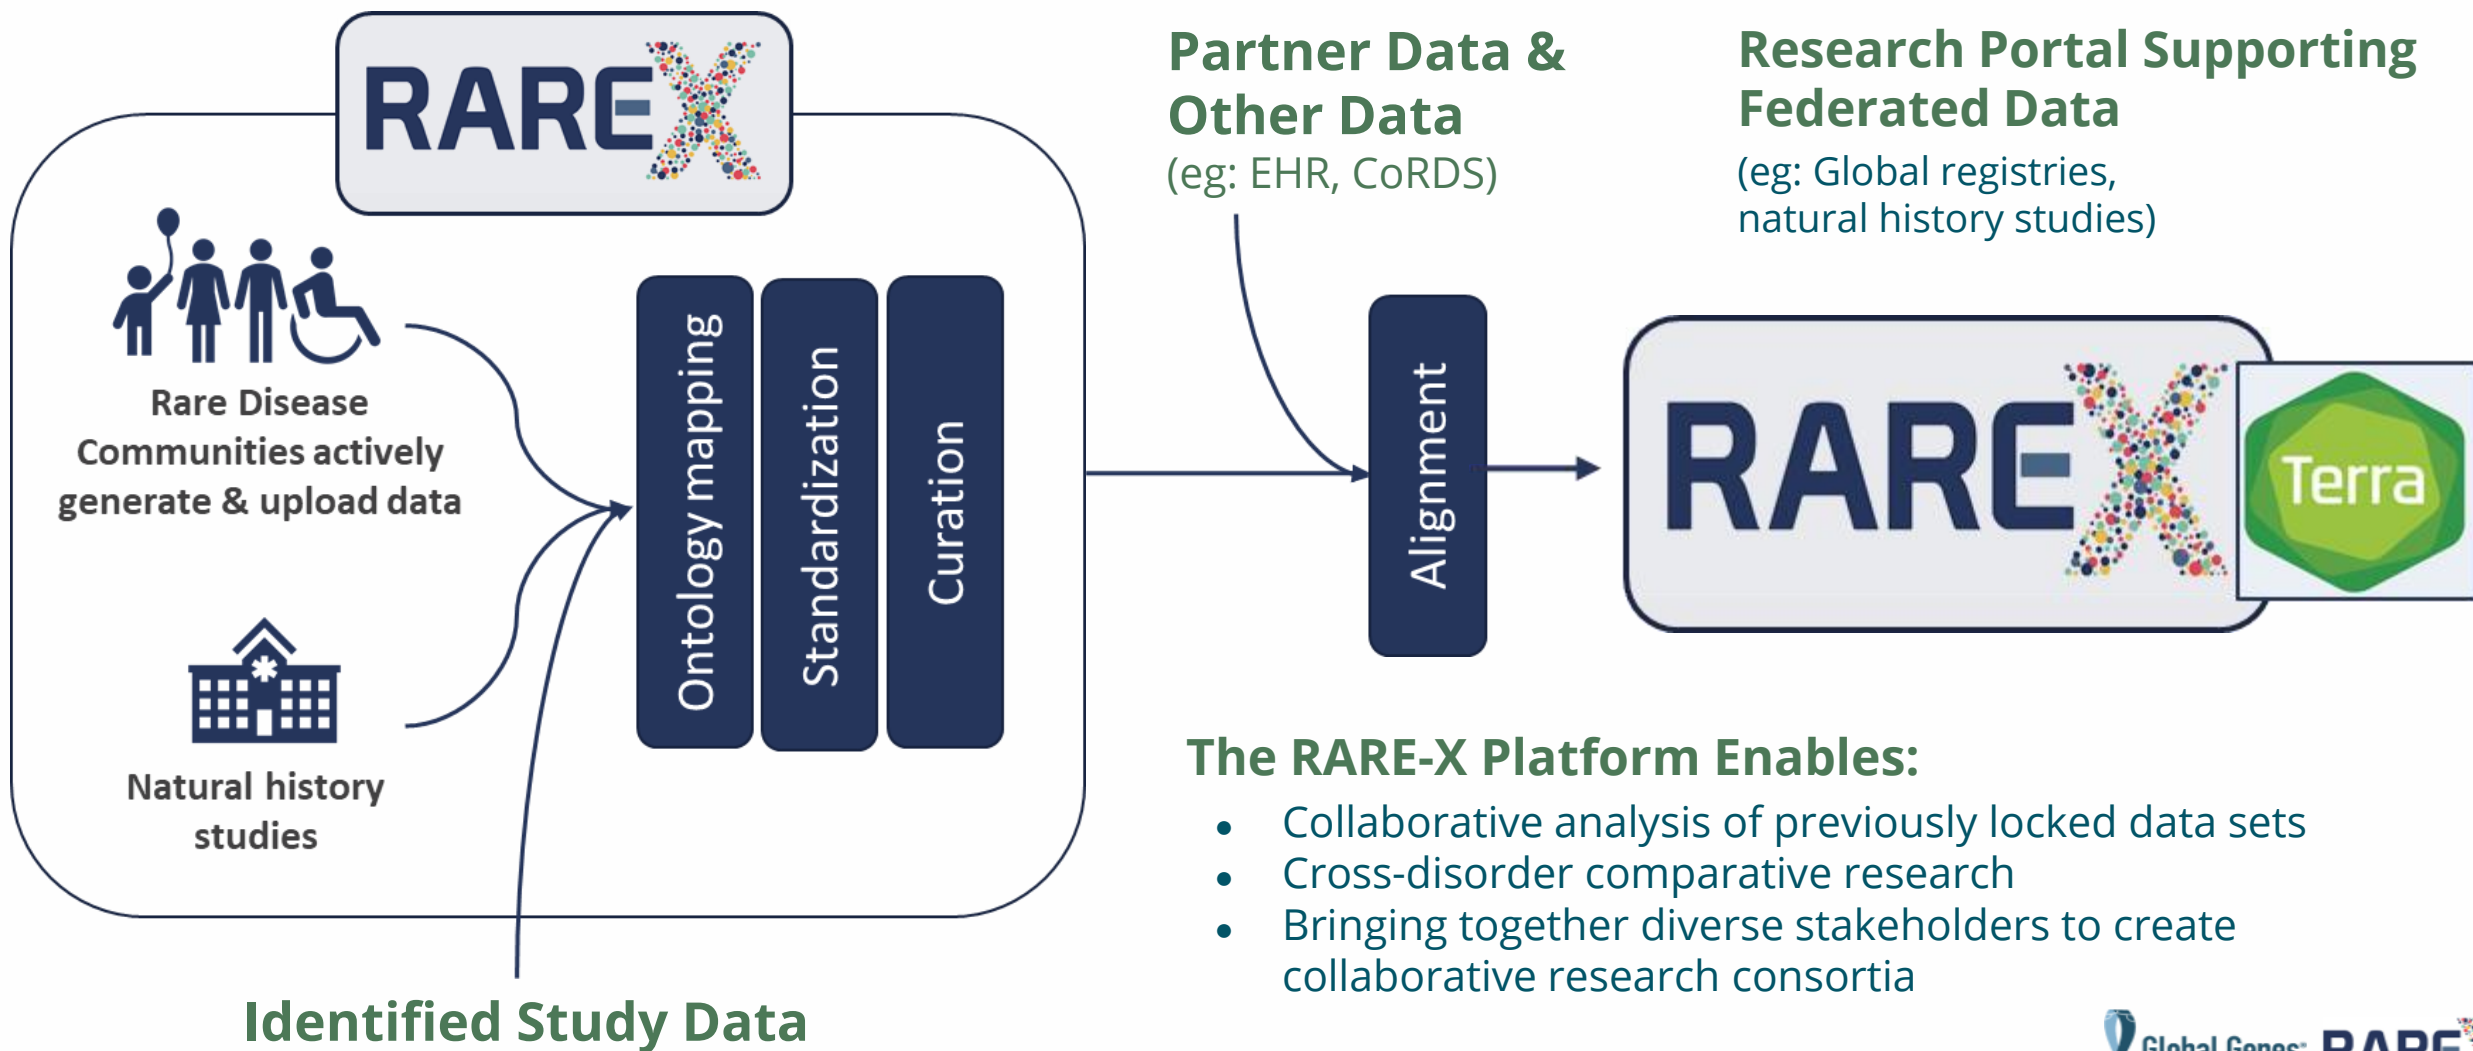 RARE-X
Rare Disease
Communities actively
generate & upload data
Natural history
studies
Ontology mapping
Standardization
Curation
Identified Study Data
Partner Data &
Other Data
(eg: EHR, CoRDS)
Alignment
Research Portal Supporting
Federated Data
(eg: Global registries,
natural history studies)
RARE-X
Terra
The RARE-X Platform Enables:
• Collaborative analysis of previously locked data sets
• Cross-disorder comparative research
• Bringing together diverse stakeholders to create
collaborative research consortia
Global Genes RARE